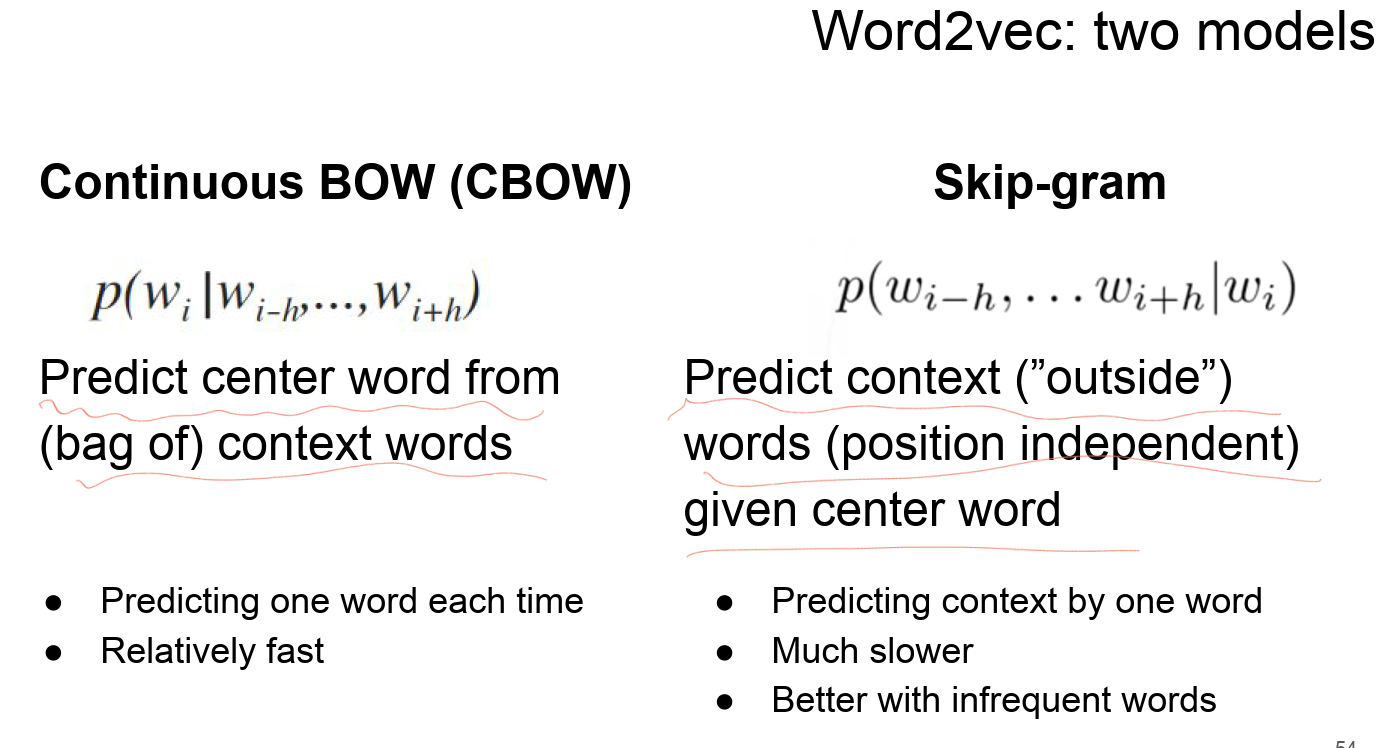 Word2vec: two models
Continuous BOW (CBOW)
p(w_i|w_{i-h},...,w_{i+h})
Predict center word from
(bag of) context words
● Predicting one word each time
● Relatively fast
Skip-gram
p(w_{i-h}, ... w_{i+h}|w_i)
Predict context (”outside”)
words (position independent)
given center word
● Predicting context by one word
● Much slower
● Better with infrequent words
54